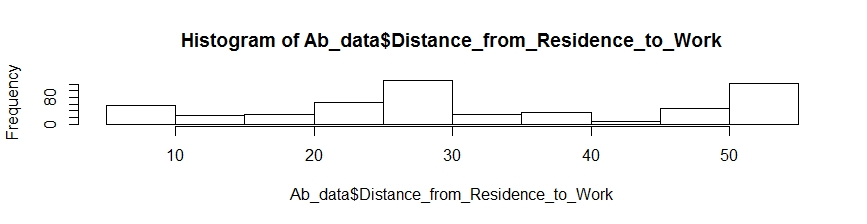 Histogram of Ab_data$Distance_from_Residence_to_Work
Frequency
80
0
10 20 30 40 50
Ab_data$Distance_from_Residence_to_Work